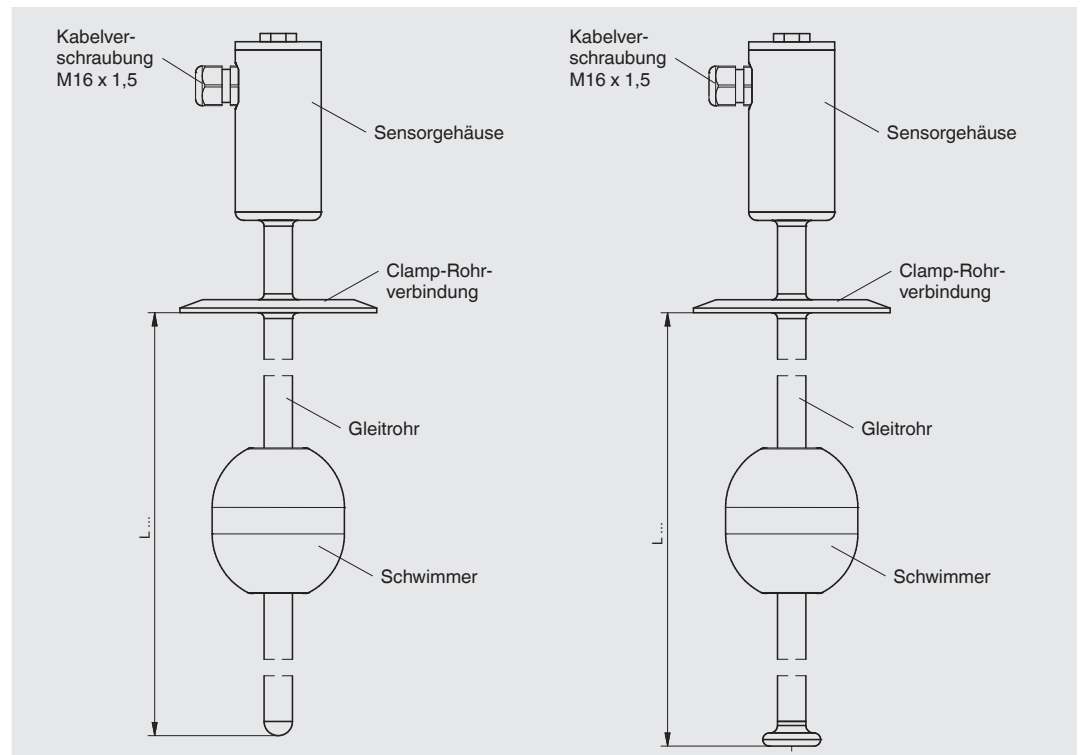 Kabelver-
schraubung
M16 x 1,5
Sensorgehäuse
Clamp-Rohr-
verbindung
Gleitrohr
L ...
Schwimmer
Kabelver-
schraubung
M16 x 1,5
Sensorgehäuse
Clamp-Rohr-
verbindung
Gleitrohr
L ...
Schwimmer